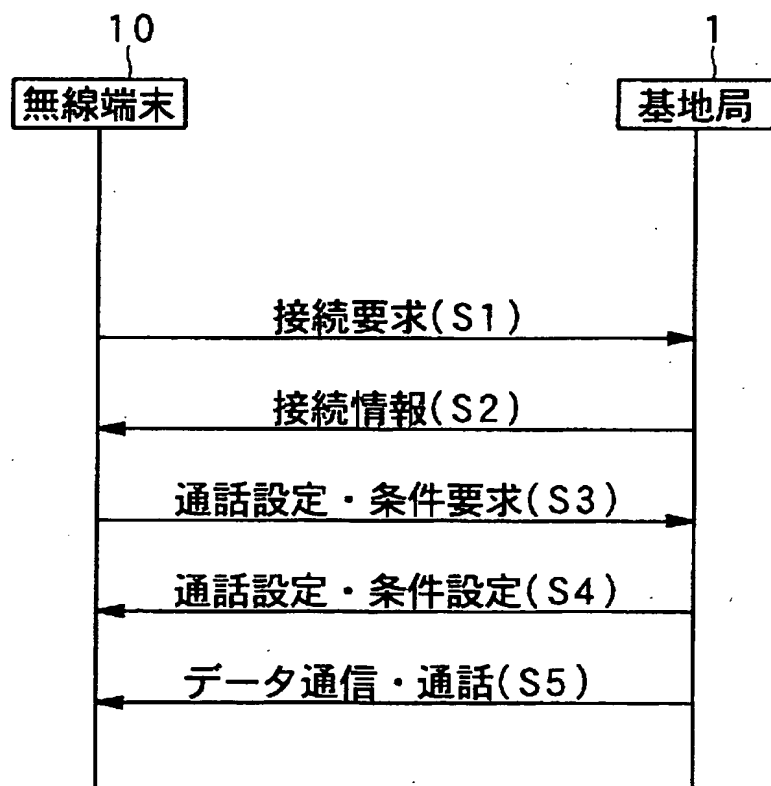 10
1
無線端末
基地局
接続要求(S1)
接続情報(S2)
通話設定・条件要求(S3)
通話設定・条件設定(S4)
データ通信・通話(S5)